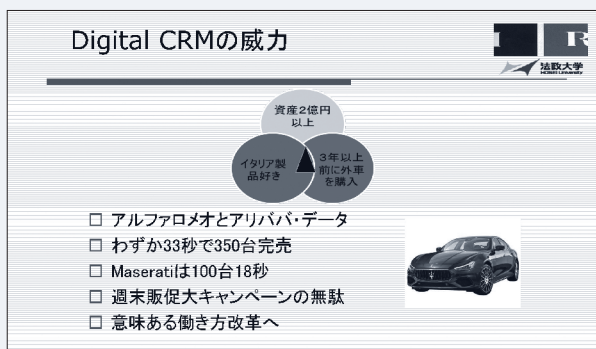 Digital CRMの威力
R
法政大学
HOSEI University
資産2億円
以上
イタリア製
品好き
3年以上
前に外車
を購入
アルファロメオとアリババ・データ
わずか33秒で350台完売
Maseratiは100台18秒
週末販促大キャンペーンの無駄
意味ある働き方改革へ